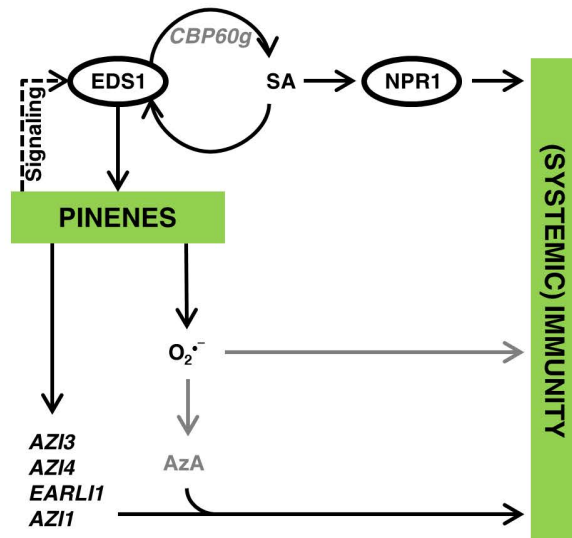 CBP60g
EDS1
SA
NPR1
Signaling
PINENES
(SYSTEMIC) IMMUNITY
O₂•⁻
AZI3
AZI4
EARLI1
AZI1
AzA